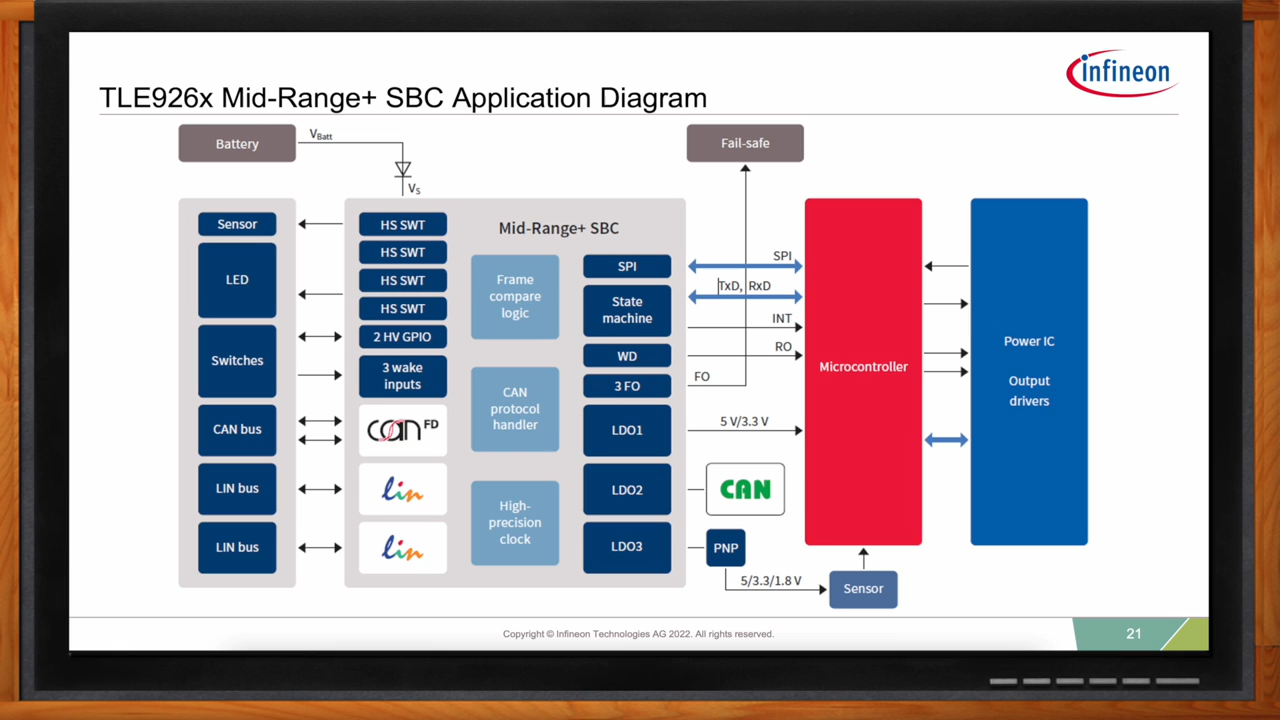 infineon
TLE926x Mid-Range+ SBC Application Diagram
Battery
VBatt
VS
Fail-safe
Sensor
LED
Switches
CAN bus
LIN bus
LIN bus
HS SWT
HS SWT
HS SWT
HS SWT
2 HV GPIO
3 wake
inputs
CAN FD
lin
lin
Mid-Range+ SBC
Frame
compare
logic
CAN
protocol
handler
High-
precision
clock
SPI
State
machine
WD
3 FO
LDO1
LDO2
LDO3
SPI
TxD, RxD
INT
RO
FO
5 V/3.3 V
CAN
PNP
5/3.3/1.8 V
Sensor
Microcontroller
Power IC
Output
drivers
Copyright © Infineon Technologies AG 2022. All rights reserved.
21